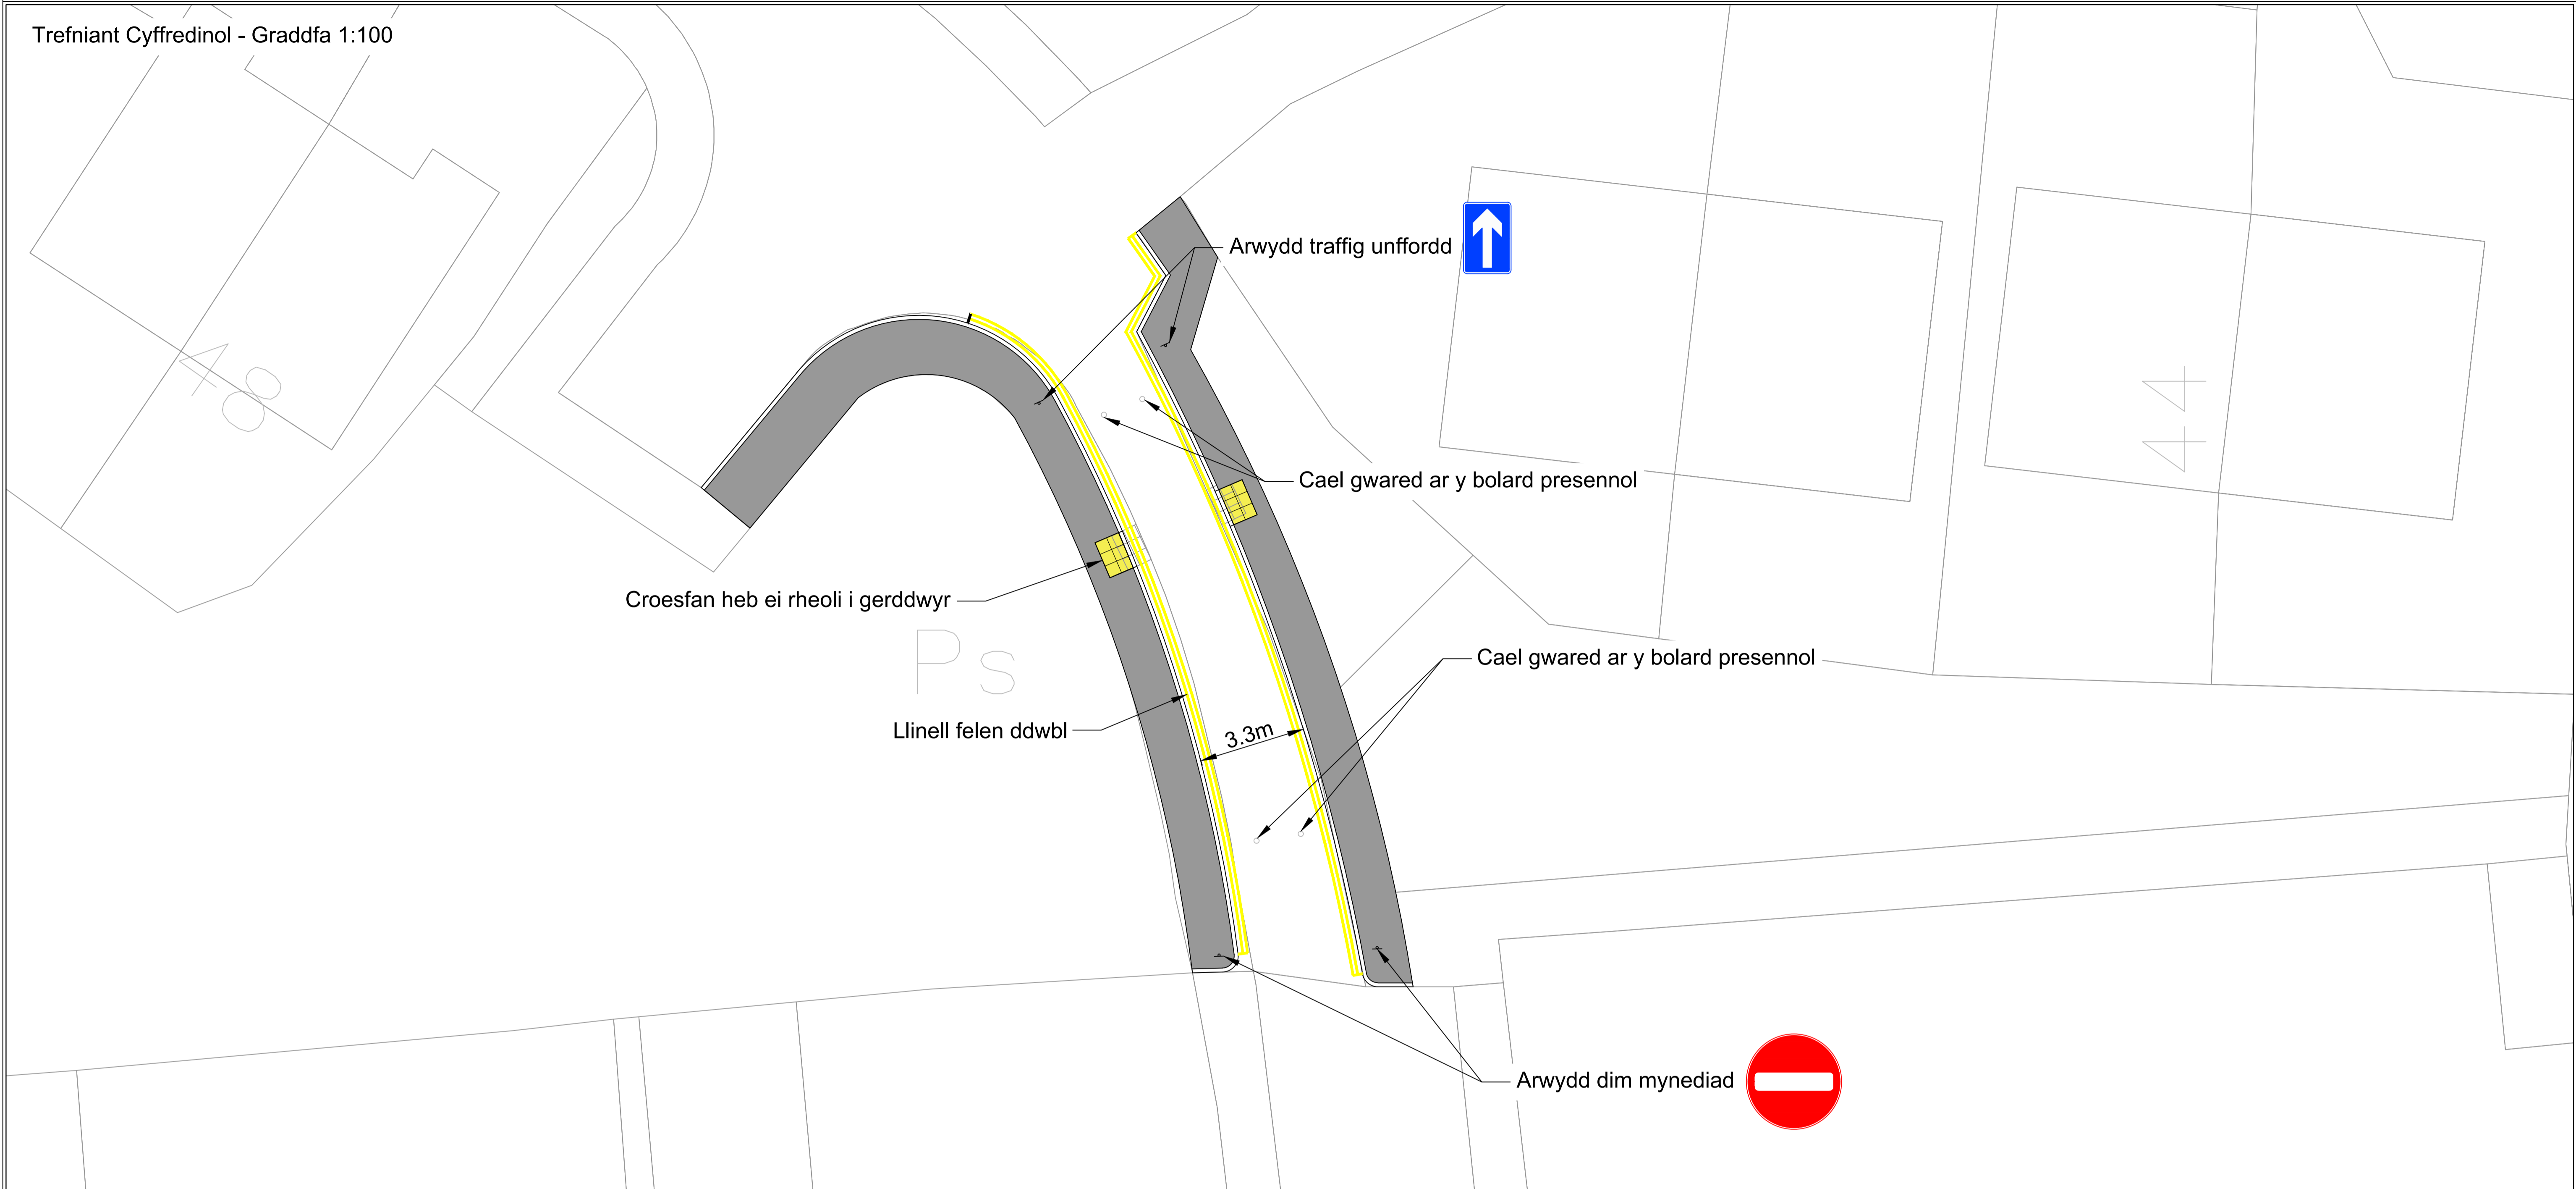 Trefniant Cyffredinol - Graddfa 1:100
Arwydd traffig unffordd
48
44
Cael gwared ar y bolard presennol
Croesfan heb ei rheoli i gerddwyr
Ps
Cael gwared ar y bolard presennol
Llinell felen ddwbl
3.3m
Arwydd dim mynediad